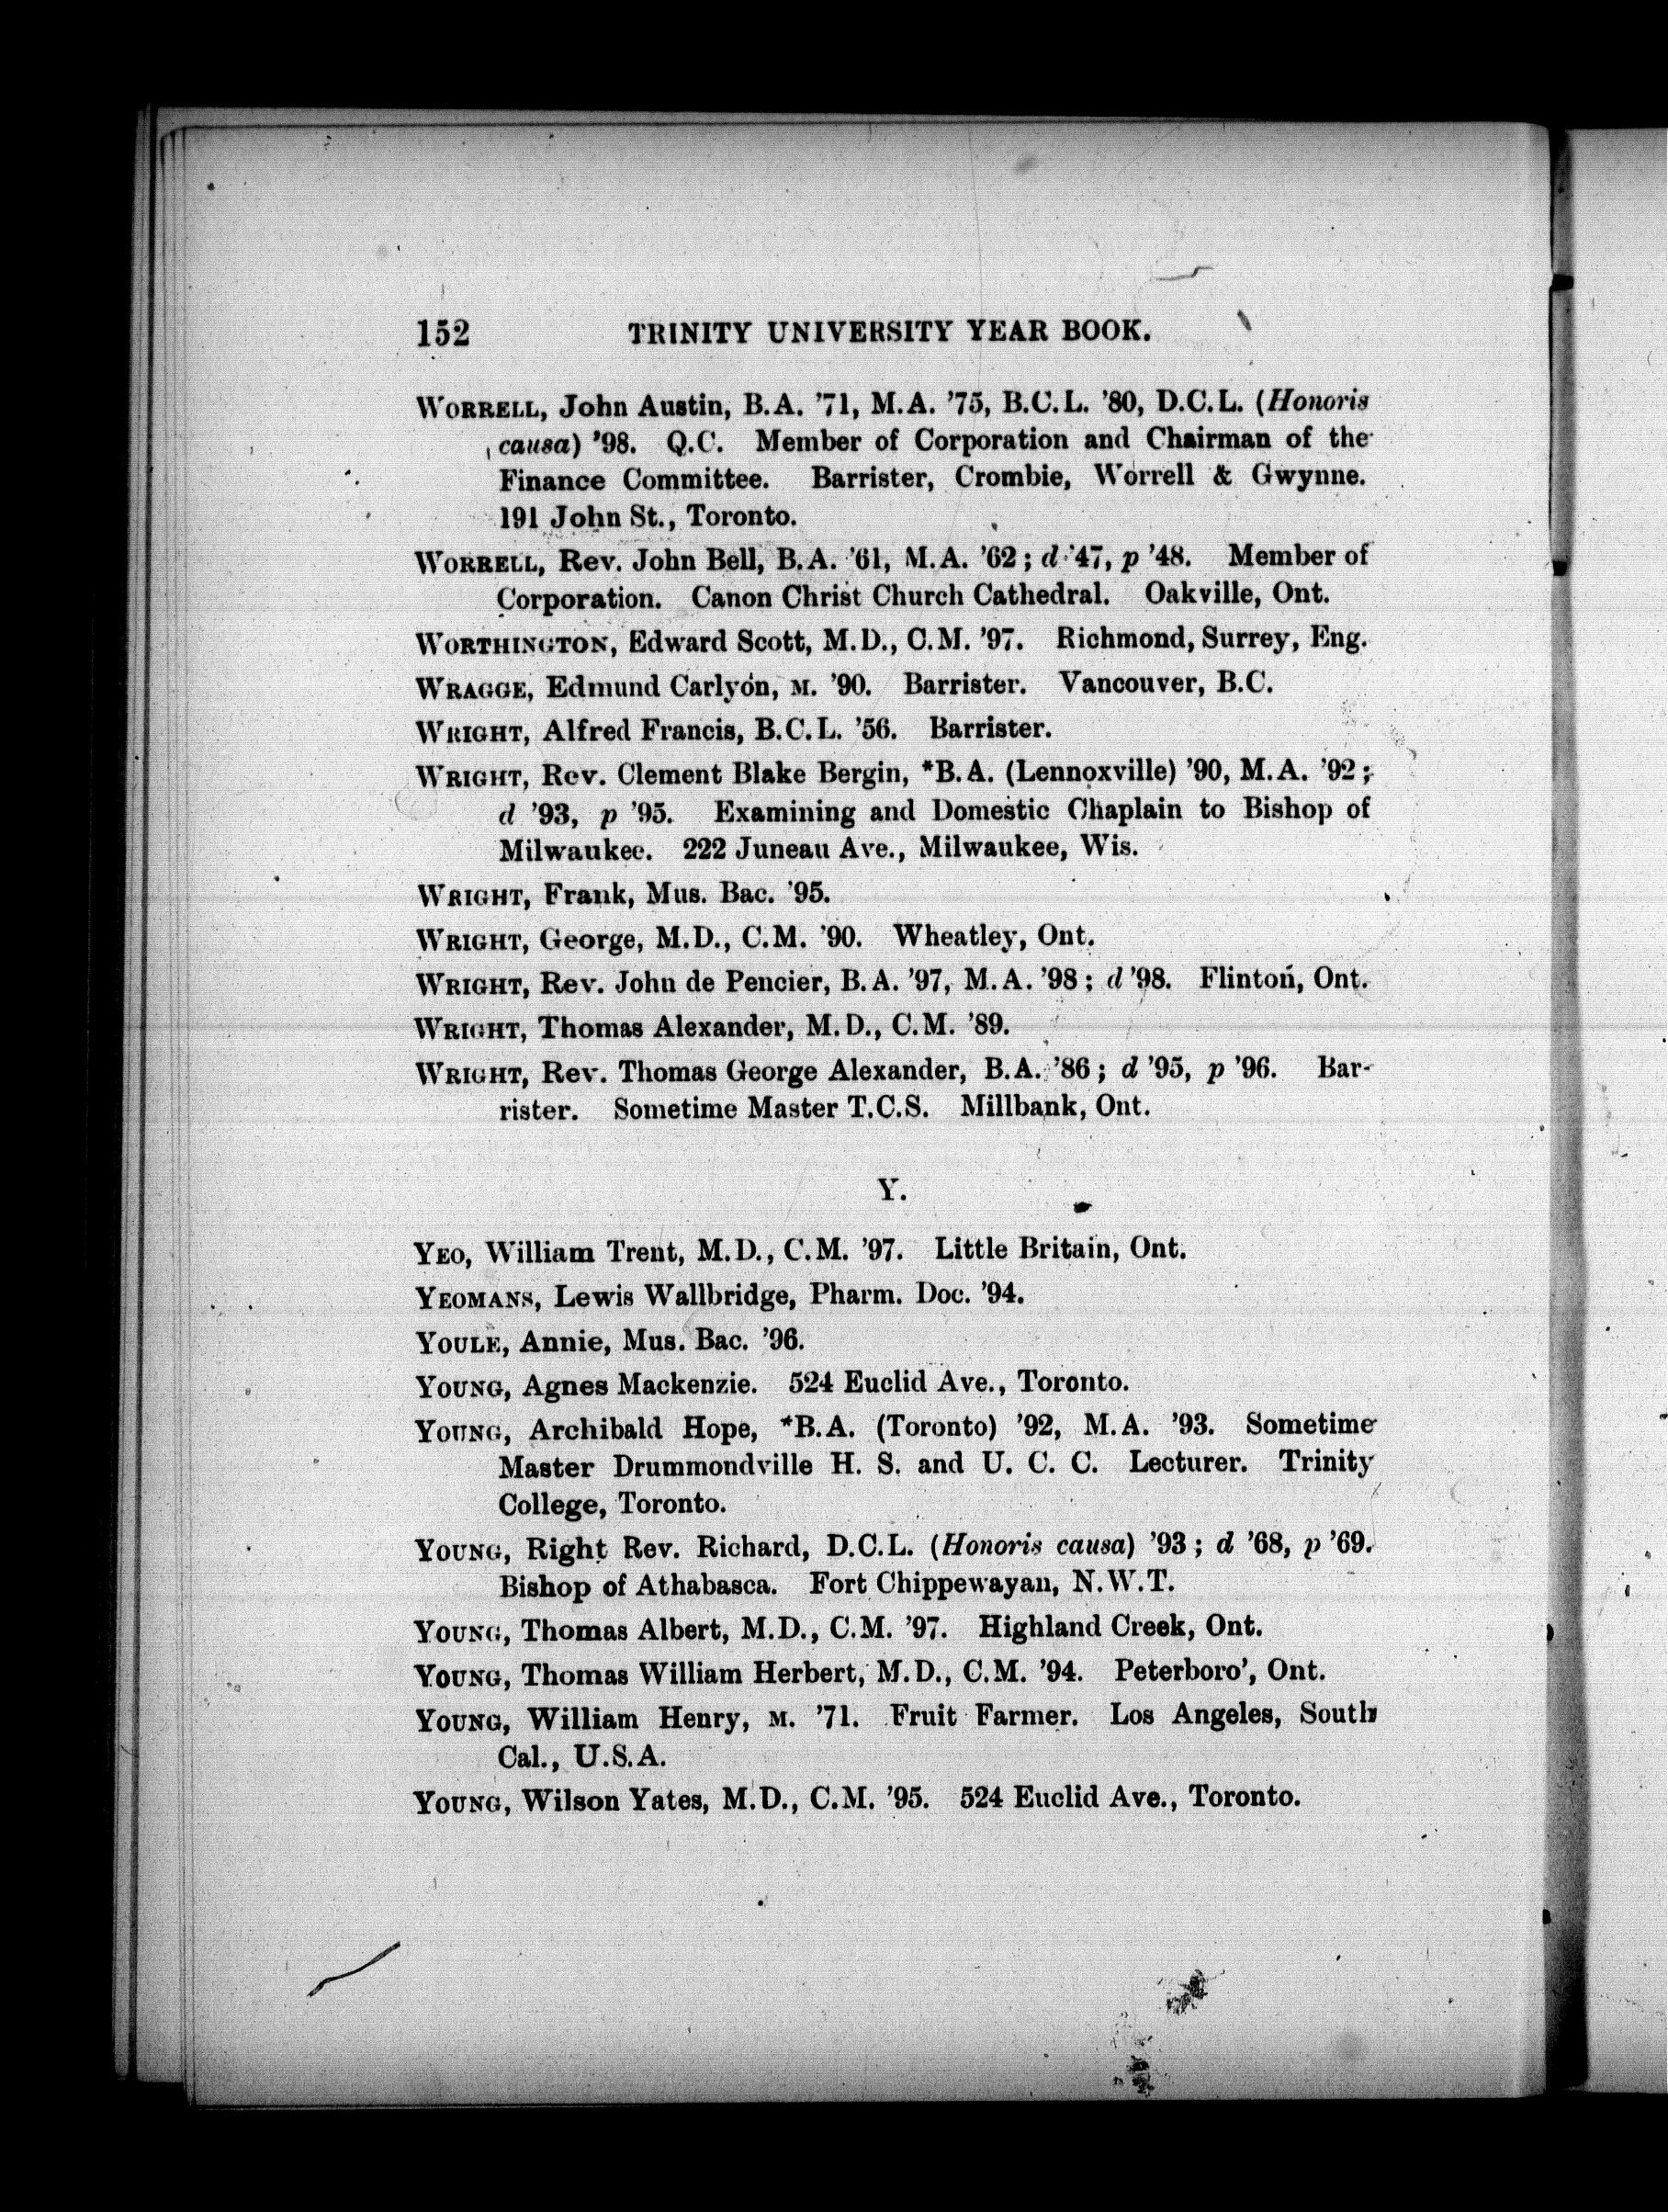 152 TRINITY UNIVERSITY YEAR BOOK.
WORRELL, John Austin, B.A. '71, M.A. '75, B.C.L. '80, D.C.L. (Honoris
causa) '98. Q.C. Member of Corporation and Chairman of the
Finance Committee. Barrister, Crombie, Worrell & Gwynne.
191 John St., Toronto.
WORRELL, Rev. John Bell, B.A. '61, M.A. '62; d '47, p '48. Member of
Corporation. Canon Christ Church Cathedral. Oakville, Ont.
WORTHINGTON, Edward Scott, M.D., C.M. '97. Richmond, Surrey, Eng.
WRAGGE, Edmund Carlyon, M. '90. Barrister. Vancouver, B.C.
WRIGHT, Alfred Francis, B.C.L. '56. Barrister.
WRIGHT, Rev. Clement Blake Bergin, *B.A. (Lennoxville) '90, M.A. '92;
d '93, p '95. Examining and Domestic Chaplain to Bishop of
Milwaukee. 222 Juneau Ave., Milwaukee, Wis.
WRIGHT, Frank, Mus. Bac. '95.
WRIGHT, George, M.D., C.M. '90. Wheatley, Ont.
WRIGHT, Rev. John de Pencier, B.A. '97, M.A. '98; d '98. Flinton, Ont.
WRIGHT, Thomas Alexander, M.D., C.M. '89.
WRIGHT, Rev. Thomas George Alexander, B.A. '86; d '95, p '96. Bar-
rister. Sometime Master T.C.S. Millbank, Ont.
Y.
YEO, William Trent, M.D., C.M. '97. Little Britain, Ont.
YEOMANS, Lewis Wallbridge, Pharm. Doc. '94.
YOULE, Annie, Mus. Bac. '96.
YOUNG, Agnes Mackenzie. 524 Euclid Ave., Toronto.
YOUNG, Archibald Hope, *B.A. (Toronto) '92, M.A. '93. Sometime
Master Drummondville H. S. and U. C. C. Lecturer. Trinity
College, Toronto.
YOUNG, Right Rev. Richard, D.C.L. (Honoris causa) '93; d '68, p '69.
Bishop of Athabasca. Fort Chippewayan, N.W.T.
YOUNG, Thomas Albert, M.D., C.M. '97. Highland Creek, Ont.
YOUNG, Thomas William Herbert, M.D., C.M. '94. Peterboro', Ont.
YOUNG, William Henry, M. '71. Fruit Farmer. Los Angeles, South
Cal., U.S.A.
YOUNG, Wilson Yates, M.D., C.M. '95. 524 Euclid Ave., Toronto.